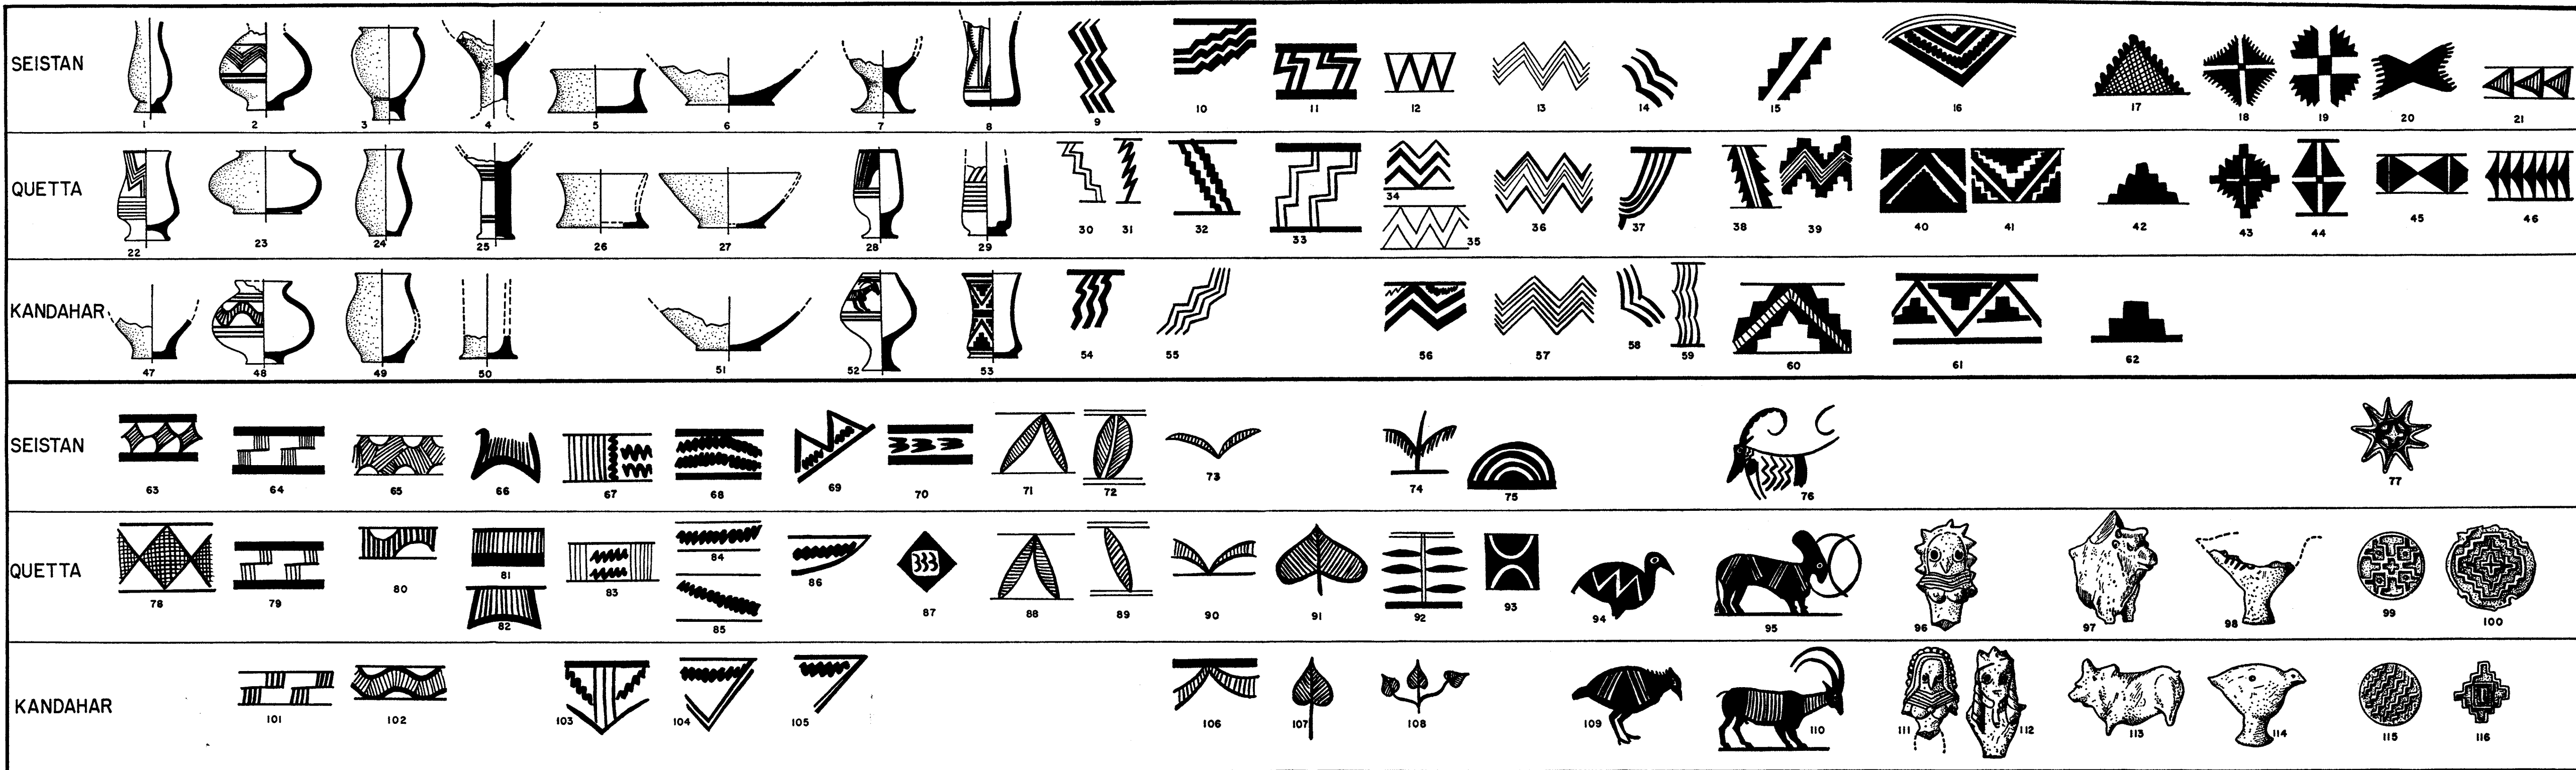 SEISTAN
1 2 3 4 5 6 7 8 9 10 11 12 13 14 15 16 17 18 19 20 21
QUETTA
22 23 24 25 26 27 28 29 30 31 32 33 34 35 36 37 38 39 40 41 42 43 44 45 46
KANDAHAR
47 48 49 50 51 52 53 54 55 56 57 58 59 60 61 62
SEISTAN
63 64 65 66 67 68 69 70 71 72 73 74 75 76 77
QUETTA
78 79 80 81 82 83 84 85 86 87 88 89 90 91 92 93 94 95 96 97 98 99 100
KANDAHAR
101 102 103 104 105 106 107 108 109 110 111 112 113 114 115 116